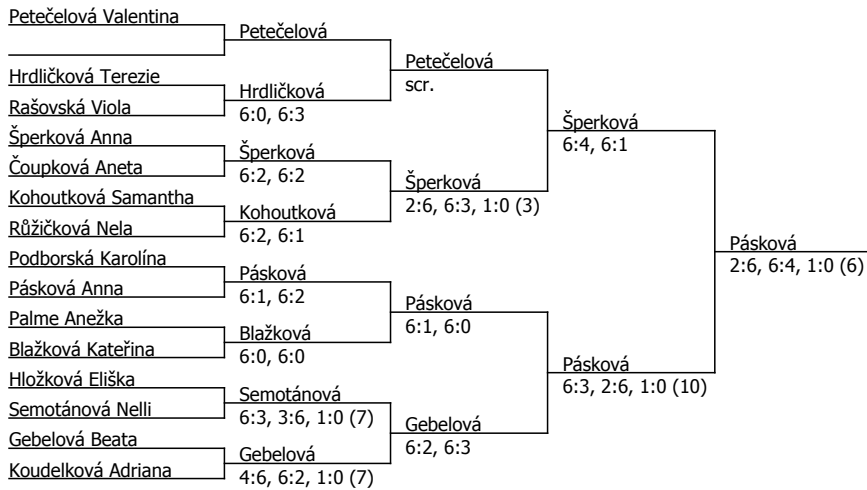 Petečelová Valentina
Hrdličková Terezie
Rašovská Viola
Šperková Anna
Čoupková Aneta
Kohoutková Samantha
Růžičková Nela
Podborská Karolína
Pásková Anna
Palme Anežka
Blažková Kateřina
Hložková Eliška
Semotánová Nelli
Gebelová Beata
Koudelková Adriana
Petečelová
Hrdličková
6:0, 6:3
Šperková
6:2, 6:2
Kohoutková
6:2, 6:1
Pásková
6:1, 6:2
Blažková
6:0, 6:0
Semotánová
6:3, 3:6, 1:0 (7)
Gebelová
4:6, 6:2, 1:0 (7)
Petečelová
scr.
Šperková
2:6, 6:3, 1:0 (3)
Pásková
6:1, 6:0
Gebelová
6:2, 6:3
Šperková
6:4, 6:1
Pásková
6:3, 2:6, 1:0 (10)
Pásková
2:6, 6:4, 1:0 (6)